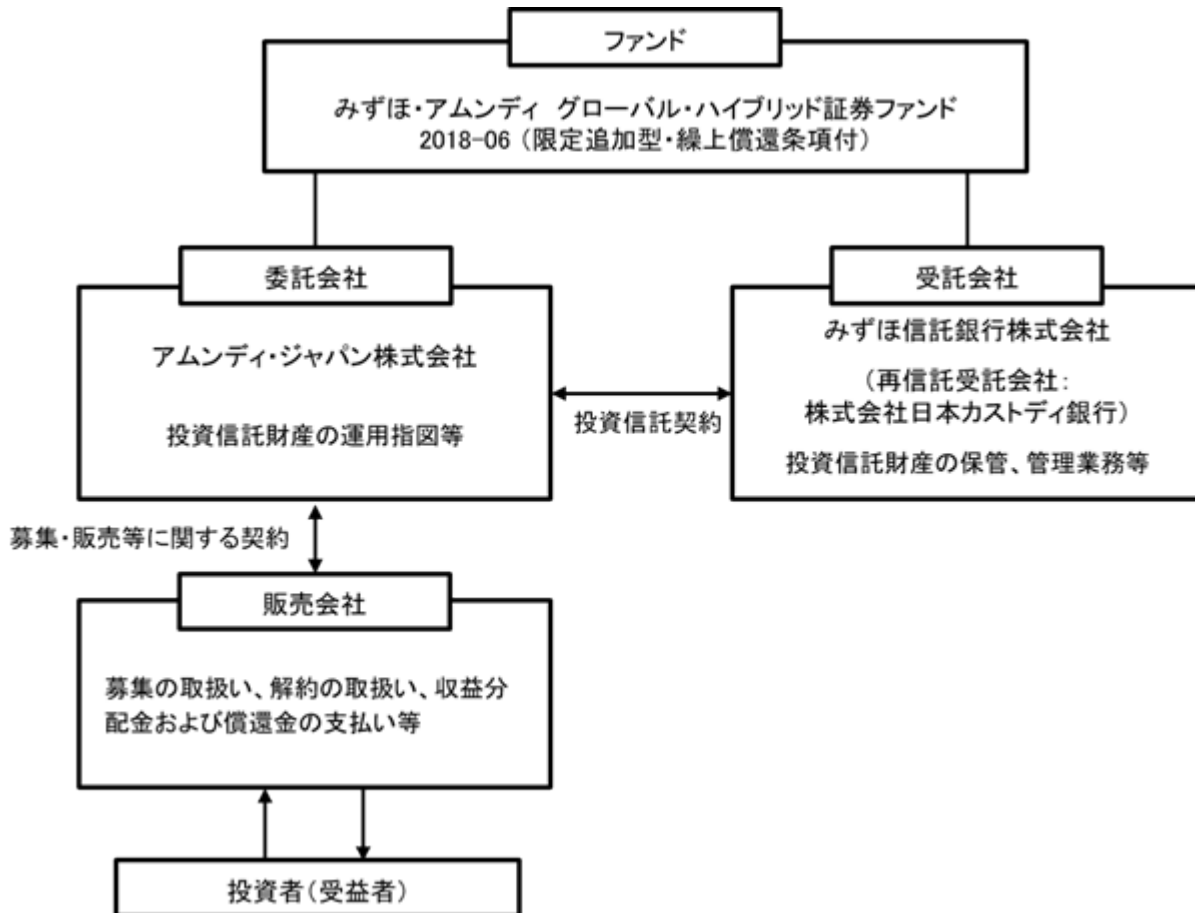 ファンド
みずほ・アムンディ グローバル・ハイブリッド証券ファンド
2018-06（限定追加型・繰上償還条項付）
委託会社
アムンディ・ジャパン株式会社
投資信託財産の運用指図等
投資信託契約
受託会社
みずほ信託銀行株式会社
（再信託受託会社：
株式会社日本カストディ銀行）
投資信託財産の保管、管理業務等
募集・販売等に関する契約
販売会社
募集の取扱い、解約の取扱い、収益分
配金および償還金の支払い等
投資者（受益者）